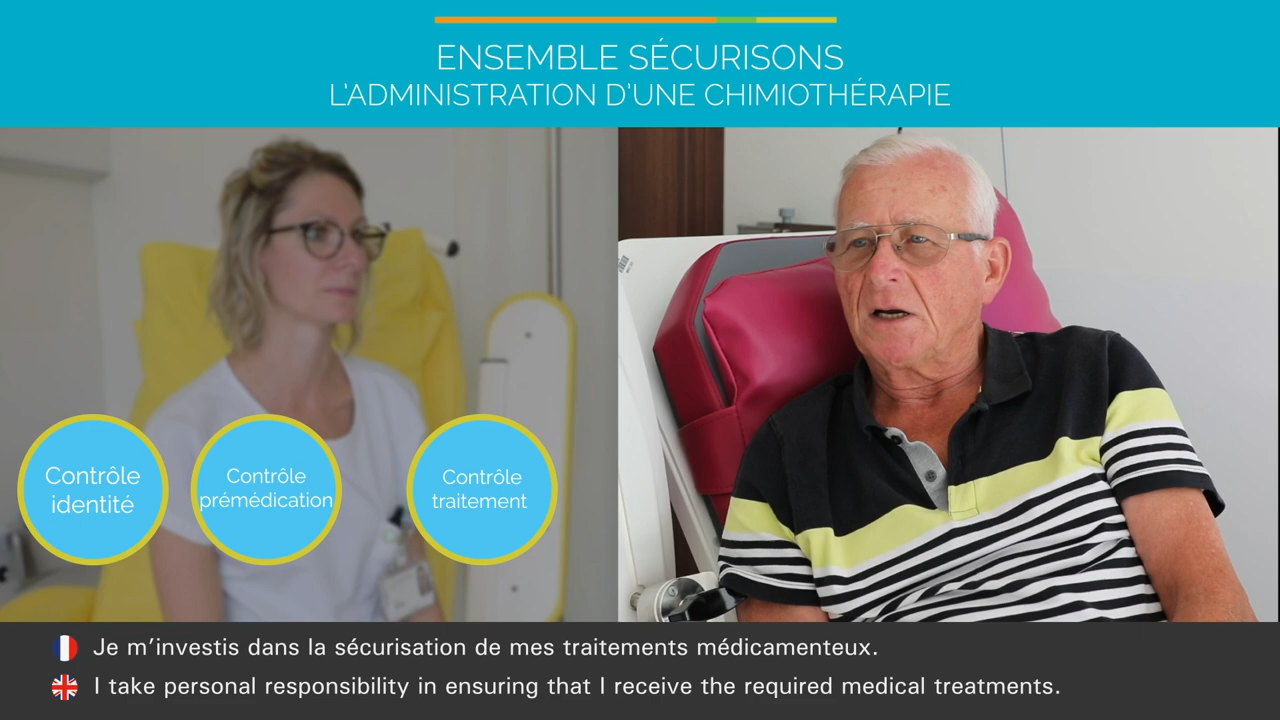 ENSEMBLE SÉCURISONS
L'ADMINISTRATION D'UNE CHIMIOTHÉRAPIE
Contrôle
identité
Contrôle
prémédication
Contrôle
traitement
Je m'investis dans la sécurisation de mes traitements médicamenteux.
I take personal responsibility in ensuring that I receive the required medical treatments.